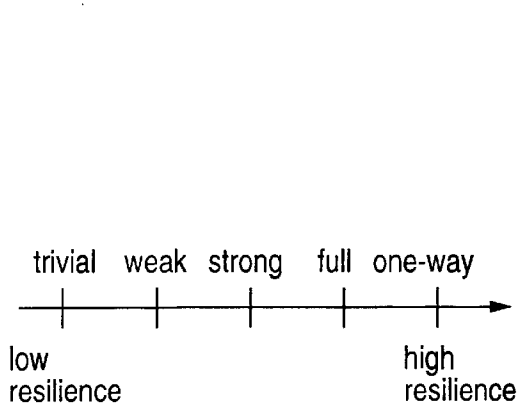 trivial weak strong full one-way
low high
resilience resilience